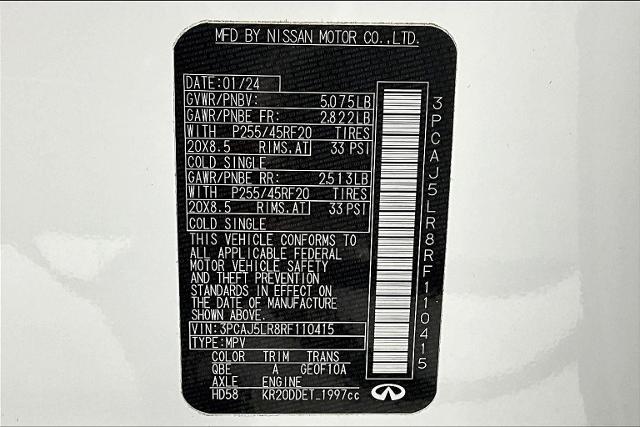 MFD BY NISSAN MOTOR CO.,LTD.
DATE:01/24
GVWR/PNBV: 5,075LB
GAWR/PNBE FR: 2,822LB
WITH P255/45RF20 TIRES
20X8.5 RIMS,AT 33 PSI
COLD SINGLE
GAWR/PNBE RR: 2,513LB
WITH P255/45RF20 TIRES
20X8.5 RIMS,AT 33 PSI
COLD SINGLE
THIS VEHICLE CONFORMS TO
ALL APPLICABLE FEDERAL
MOTOR VEHICLE SAFETY
AND THEFT PREVENTION
STANDARDS IN EFFECT ON
THE DATE OF MANUFACTURE
SHOWN ABOVE.
VIN:3PCAJ5LR8RF110415
TYPE:MPV
COLOR TRIM TRANS
QBE A GE0F10A
AXLE ENGINE
HD58 KR20DDET_1997cc
3PCAJ5LR8RF110415